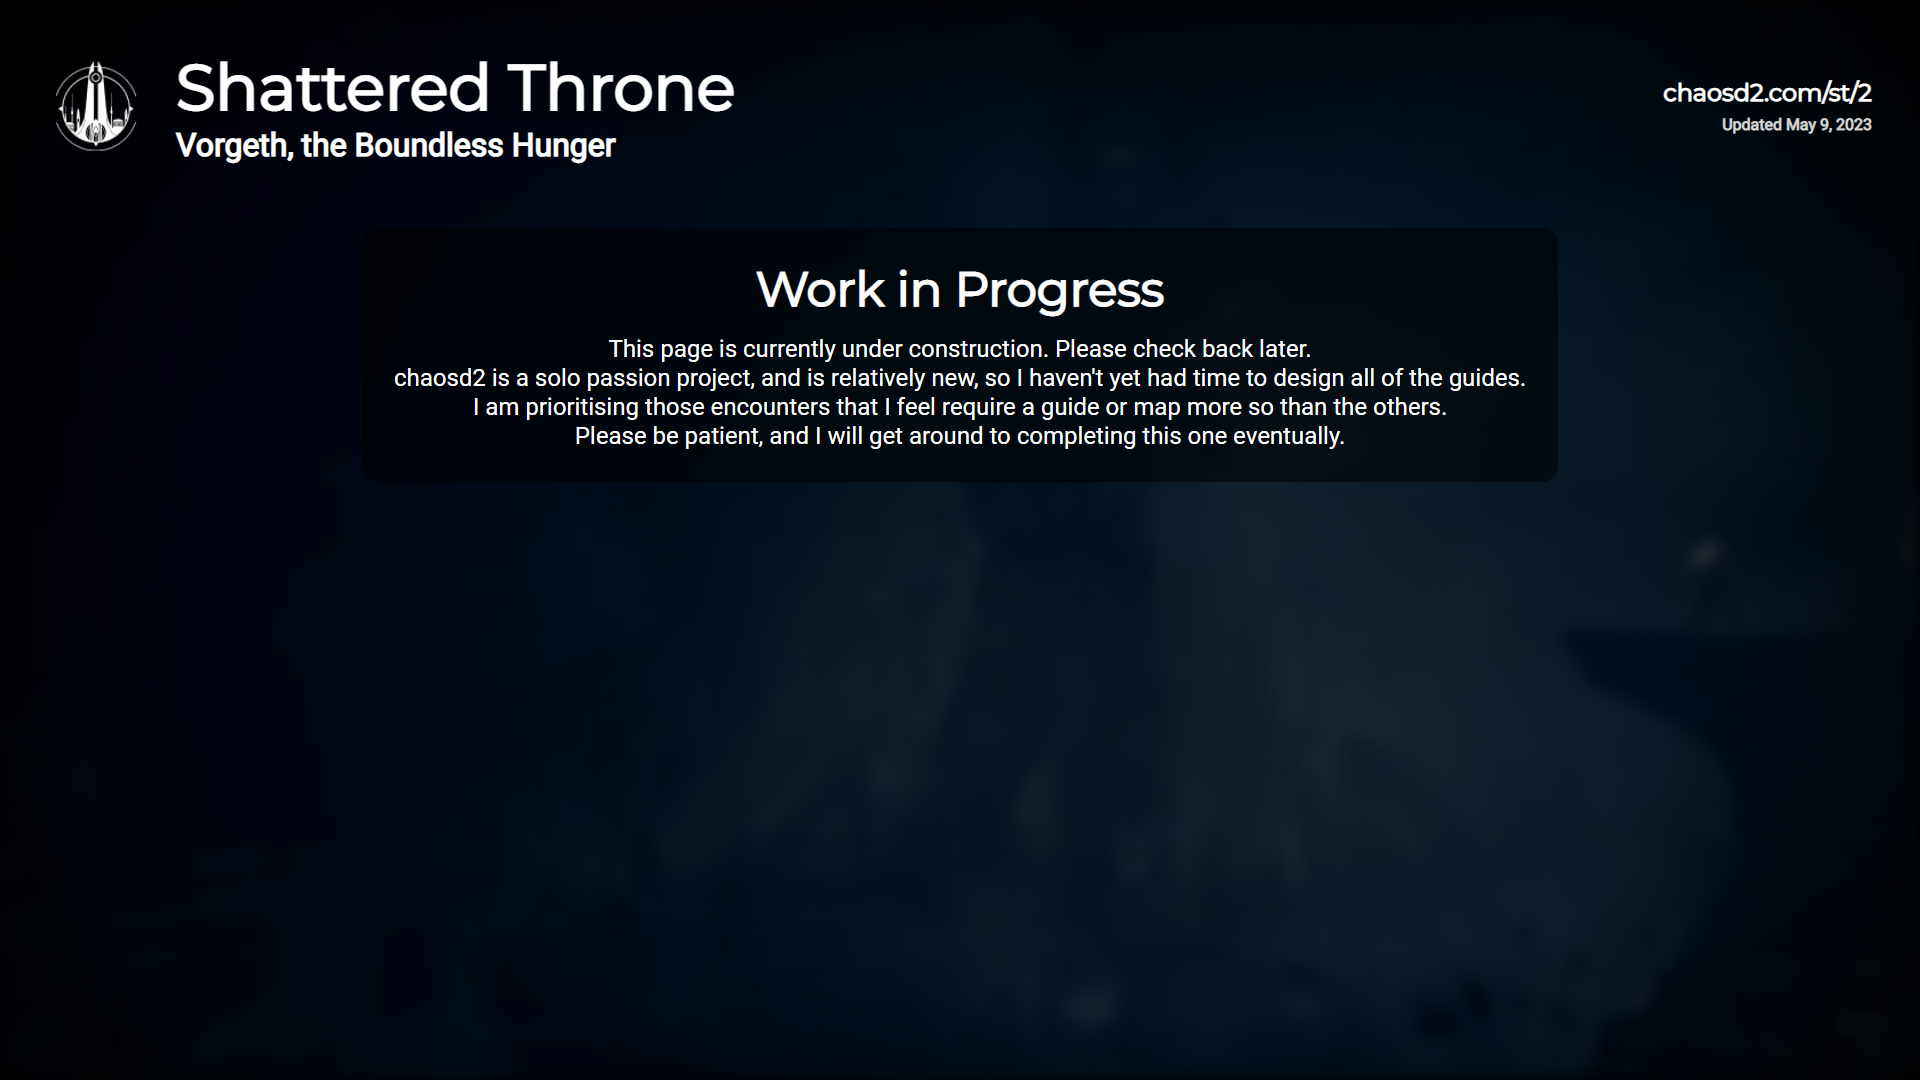 Shattered Throne
Vorgeth, the Boundless Hunger
chaosd2.com/st/2
Updated May 9, 2023
Work in Progress
This page is currently under construction. Please check back later.
chaosd2 is a solo passion project, and is relatively new, so I haven't yet had time to design all of the guides.
I am prioritising those encounters that I feel require a guide or map more so than the others.
Please be patient, and I will get around to completing this one eventually.